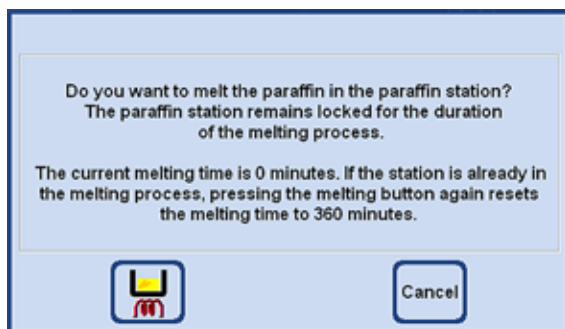 Do you want to melt the paraffin in the paraffin station?
The paraffin station remains locked for the duration
of the melting process.
The current melting time is 0 minutes. If the station is already in
the melting process, pressing the melting button again resets
the melting time to 360 minutes.
Cancel